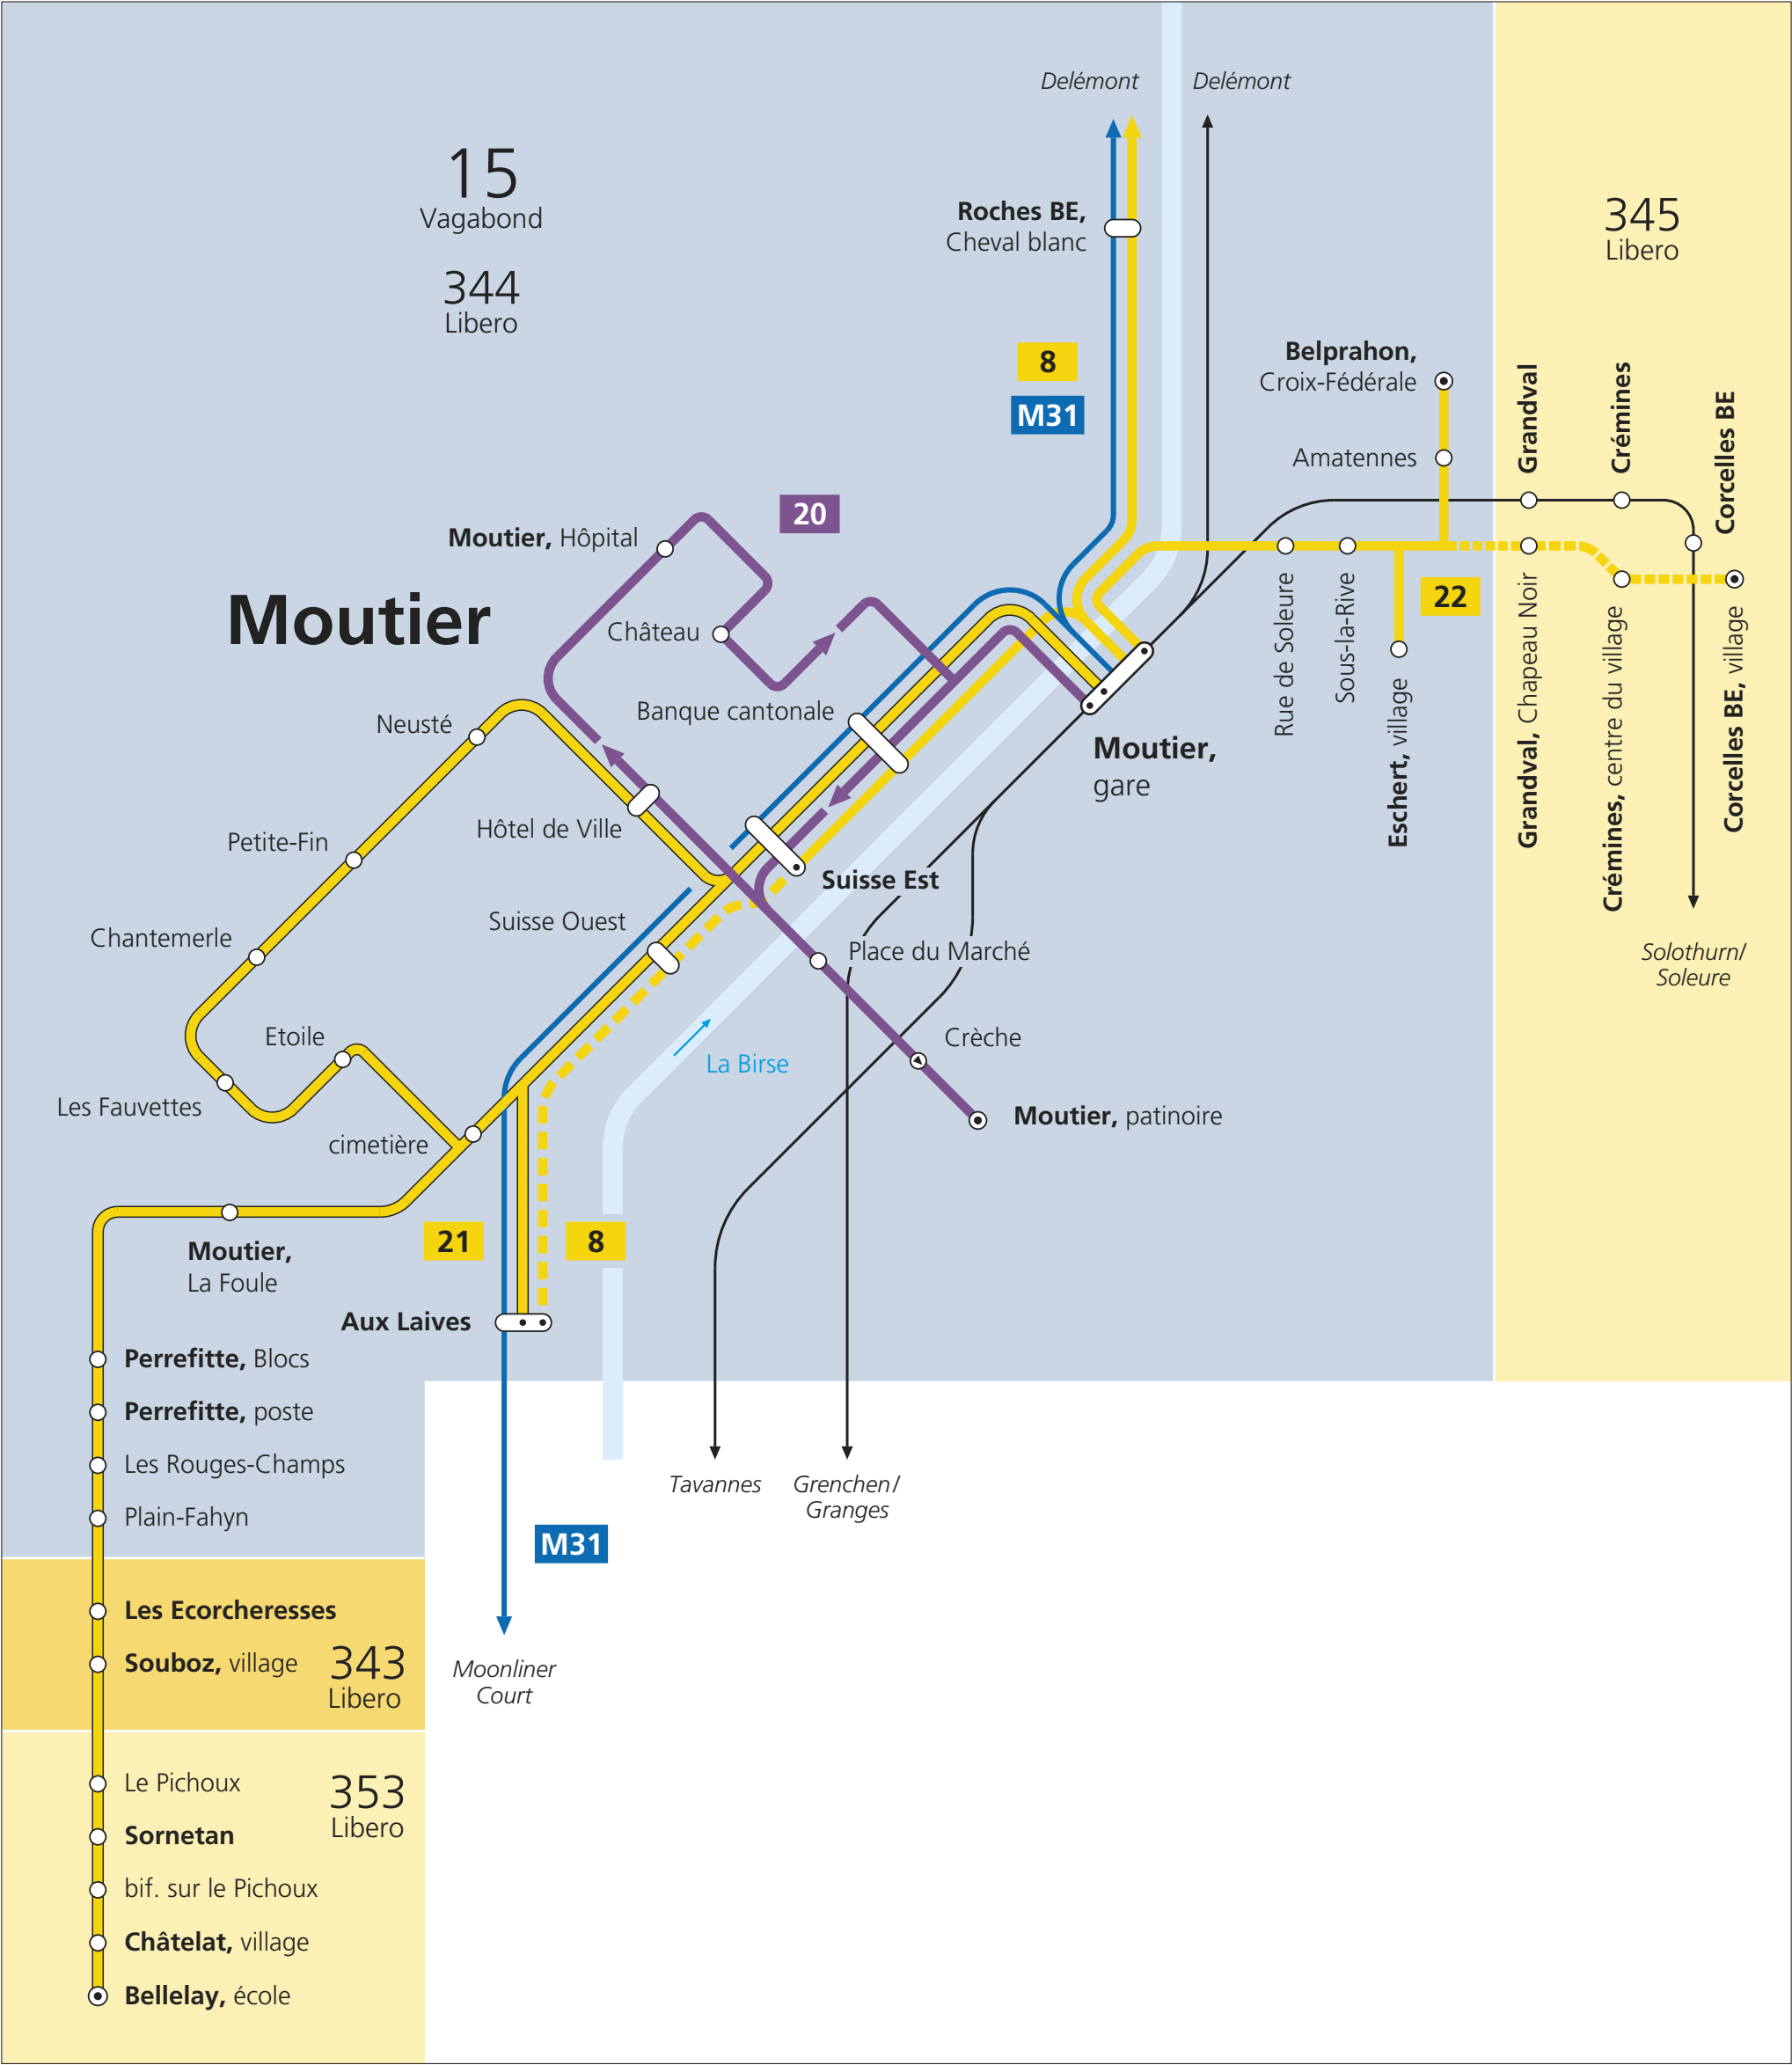 Delémont
Delémont
15
Vagabond
344
Libero
345
Libero
Roches BE,
Cheval blanc
8
M31
Belprahon,
Croix-Fédérale
Amatennes
Grandval
Crémines
Corcelles BE
20
Moutier, Hôpital
Moutier
Château
22
Rue de Soleure
Sous-la-Rive
Eschert, village
Grandval, Chapeau Noir
Crémines, centre du village
Corcelles BE, village
Neusté
Banque cantonale
Moutier,
gare
Hôtel de Ville
Petite-Fin
Suisse Est
Suisse Ouest
Chantemerle
Place du Marché
Solothurn/
Soleure
Etoile
Crèche
La Birse
Les Fauvettes
Moutier, patinoire
cimetière
21
8
Moutier,
La Foule
Aux Laives
Perrefitte, Blocs
Perrefitte, poste
Les Rouges-Champs
Plain-Fahyn
Tavannes
Grenchen/
Granges
M31
Les Ecorcheresses
Souboz, village
343
Libero
Moonliner
Court
Le Pichoux
353
Libero
Sornetan
bif. sur le Pichoux
Châtelat, village
Bellelay, école